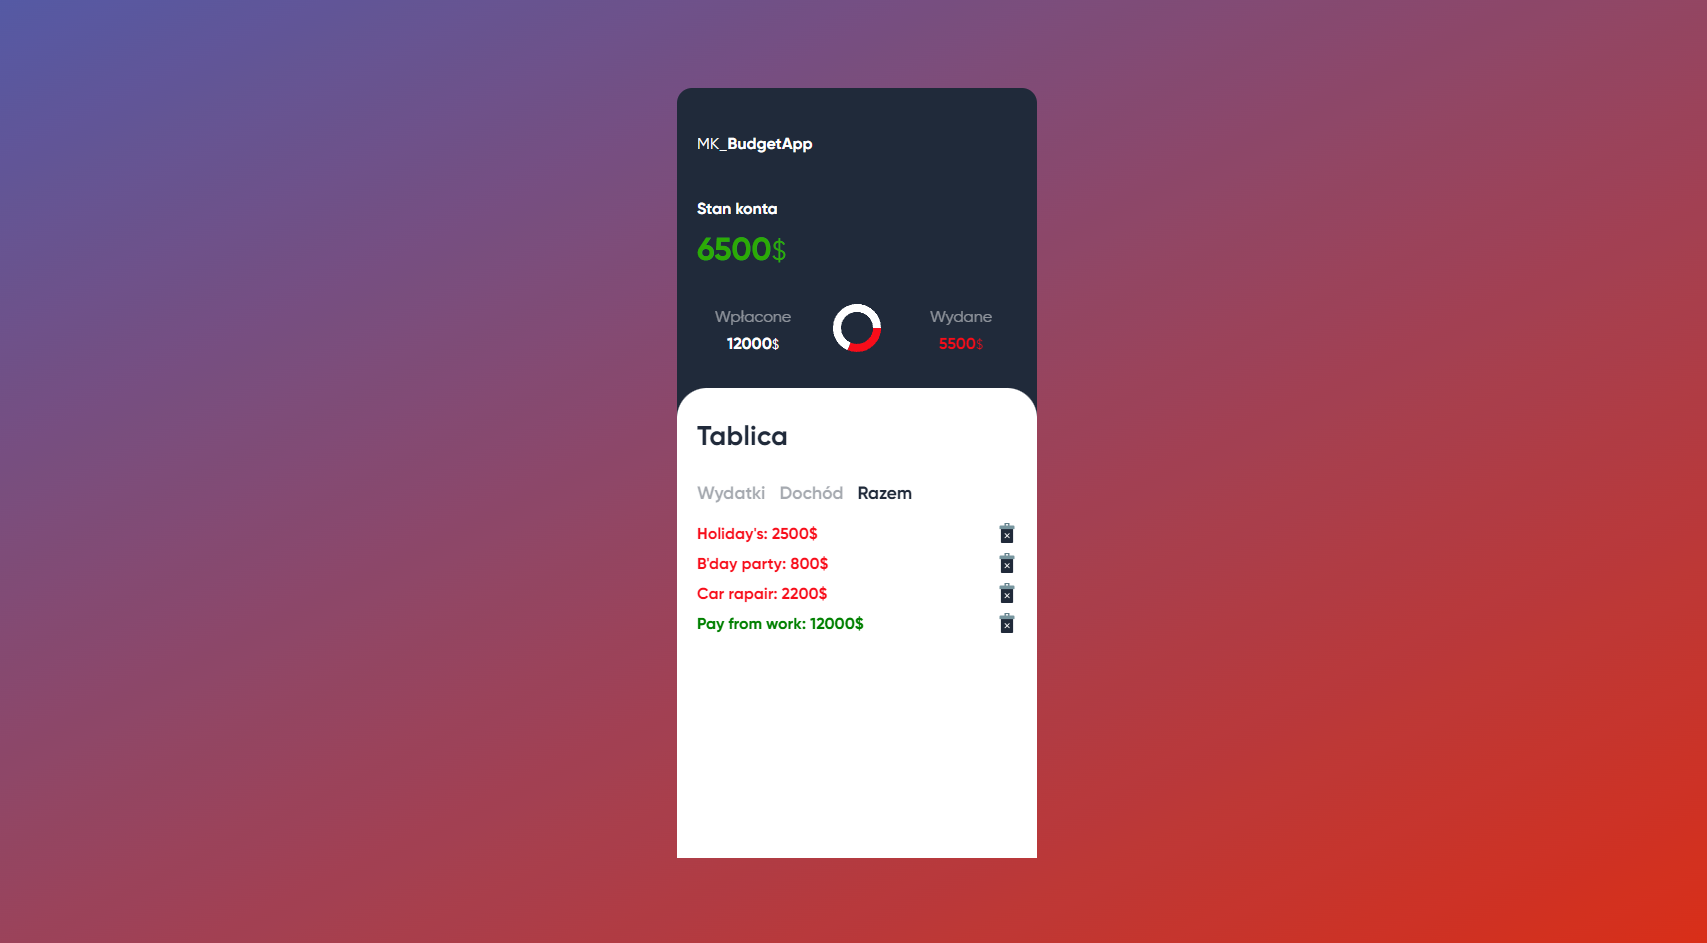 MK_BudgetApp
Stan konta
6500$
Wpłacone
12000$
Wydane
5500$
Tablica
Wydatki Dochód Razem
Holiday's: 2500$
B'day party: 800$
Car rapair: 2200$
Pay from work: 12000$